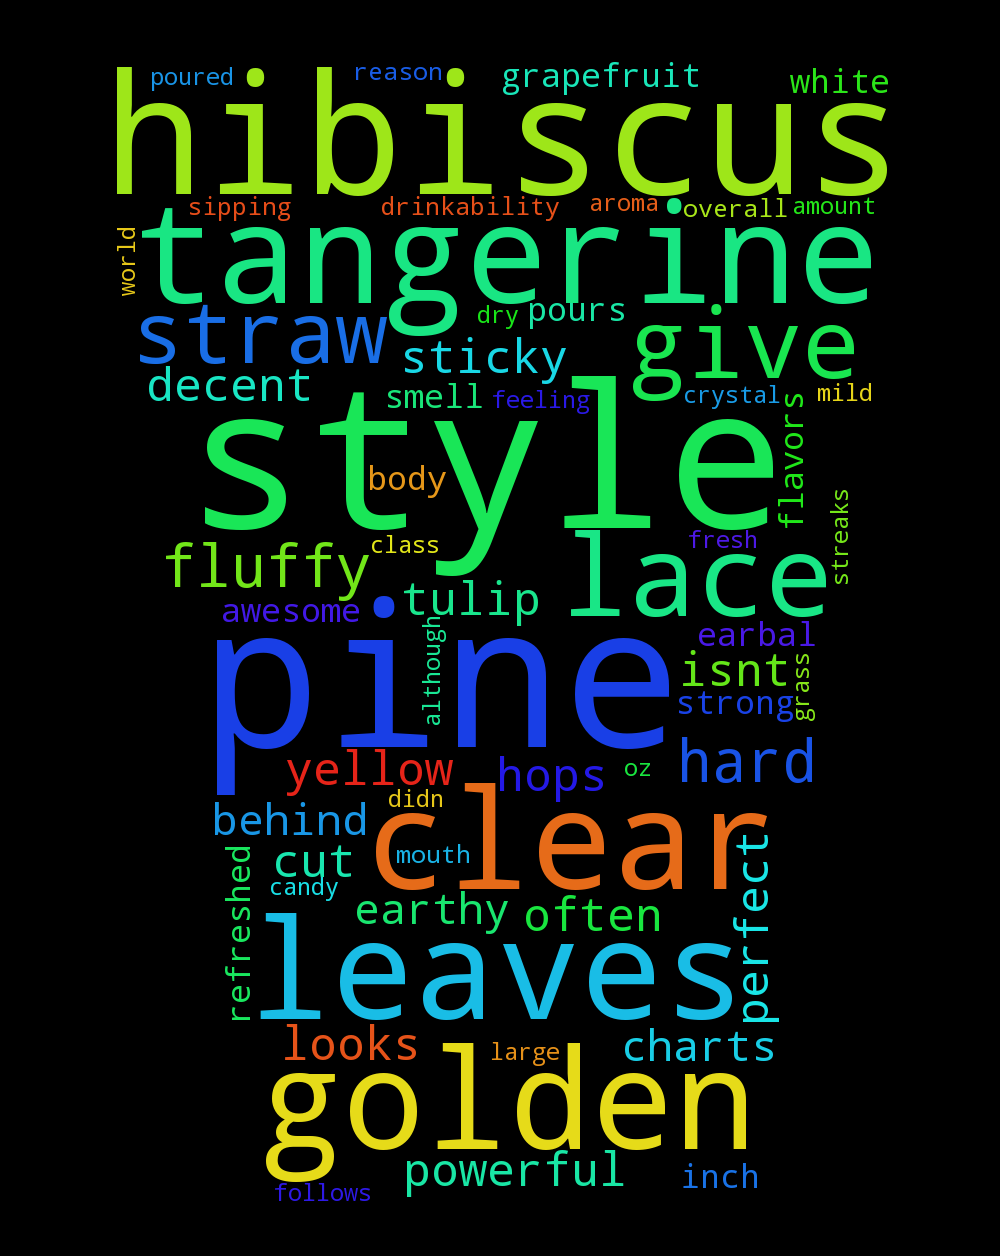 poured
reason
grapefruit
white
hibiscus
sipping
drinkability
aroma
overall
amount
world
tangerine
straw
dry
pours
give
sticky
decent
smell
feeling
crystal
mild
style
flavors
body
streaks
class
fresh
fluffy
lace
tulip
awesome
although
earbal
pine
isnt
grass
strong
yellow
hops
oz
hard
didn
behind
clear
cut
mouth
perfect
refreshed
candy
earthy
often
leaves
looks
large
charts
golden
powerful
inch
follows